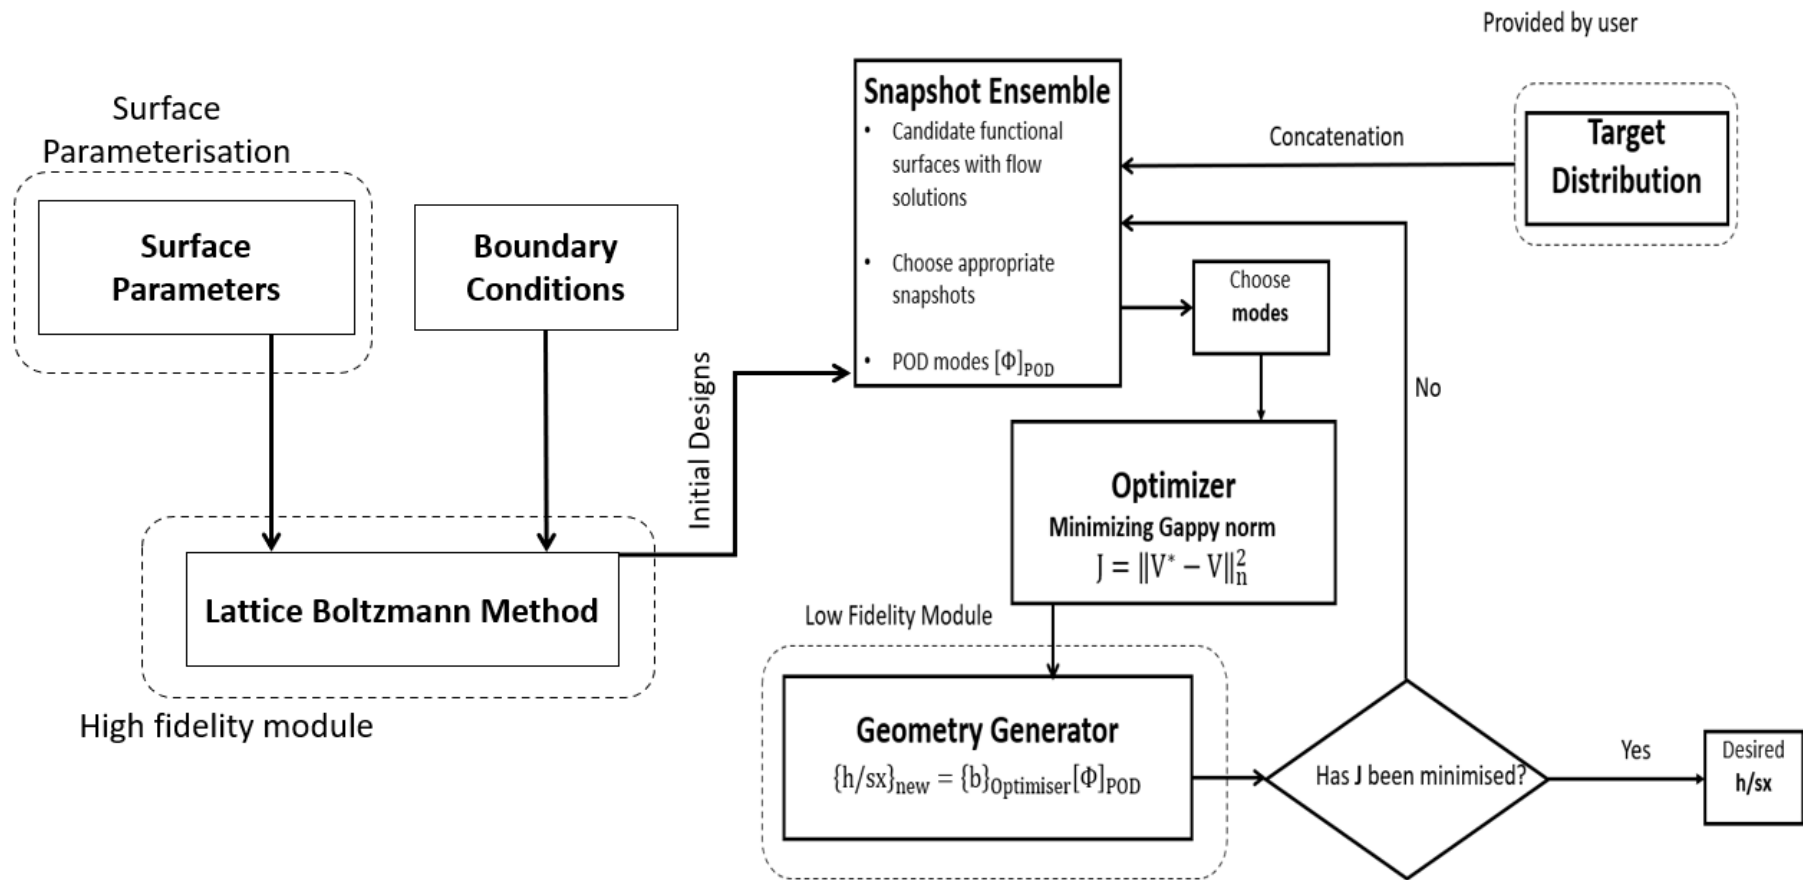 Provided by user
Surface
Parameterisation
Surface
Parameters
Boundary
Conditions
Lattice Boltzmann Method
High fidelity module
Initial Designs
Snapshot Ensemble
• Candidate functional
surfaces with flow
solutions
• Choose appropriate
snapshots
• POD modes [Φ]POD
Concatenation
Target
Distribution
Choose
modes
No
Optimizer
Minimizing Gappy norm
J = ‖V* − V‖²ₙ
Low Fidelity Module
Geometry Generator
{h/sx}new = {b}Optimiser[Φ]POD
Has J been minimised?
Yes
Desired
h/sx